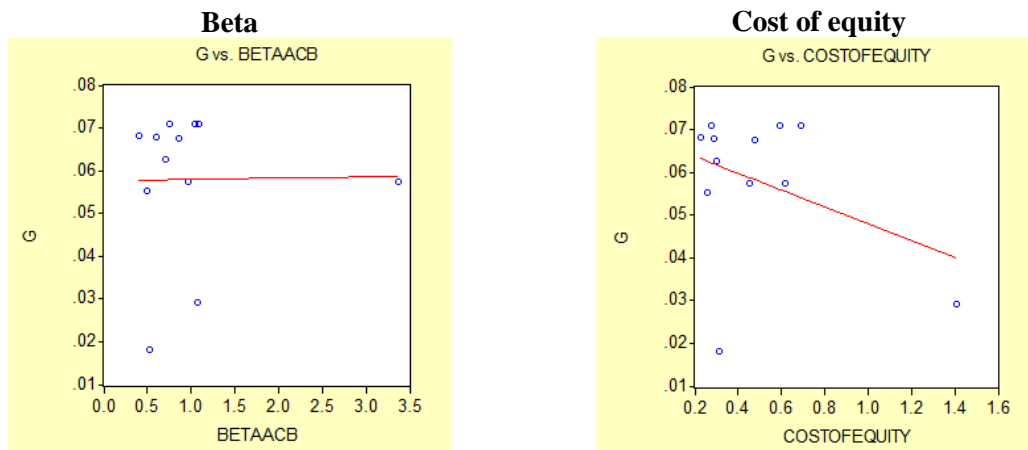 Beta
G vs. BETAACB
.08
.07
.06
.05
.04
.03
.02
.01
G
0.0 0.5 1.0 1.5 2.0 2.5 3.0 3.5
BETAACB
Cost of equity
G vs. COSTOFEQUITY
.08
.07
.06
.05
.04
.03
.02
.01
G
0.2 0.4 0.6 0.8 1.0 1.2 1.4 1.6
COSTOFEQUITY